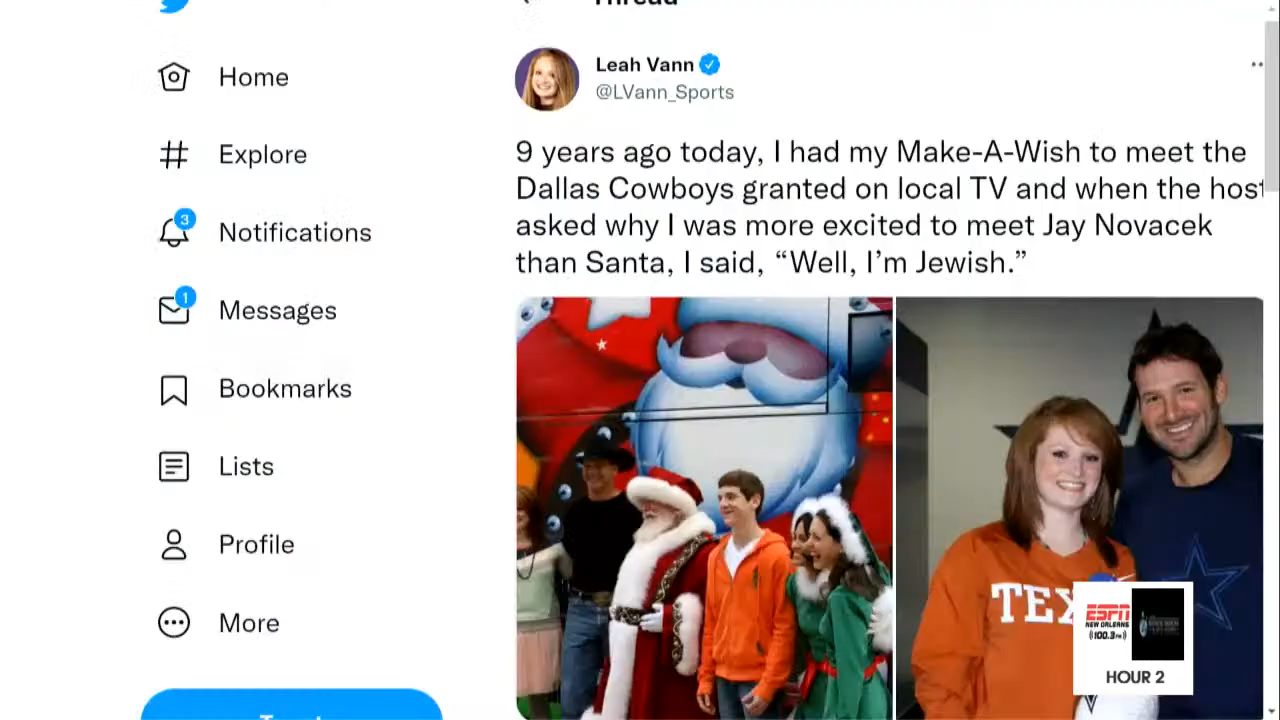 Thread
Leah Vann
@LVann_Sports
9 years ago today, I had my Make-A-Wish to meet the
Dallas Cowboys granted on local TV and when the host
asked why I was more excited to meet Jay Novacek
than Santa, I said, “Well, I’m Jewish.”
Home
Explore
3
Notifications
1
Messages
Bookmarks
Lists
Profile
More
Tweet
TEX
ESPN
NEW ORLEANS
100.3 FM
HOUR 2